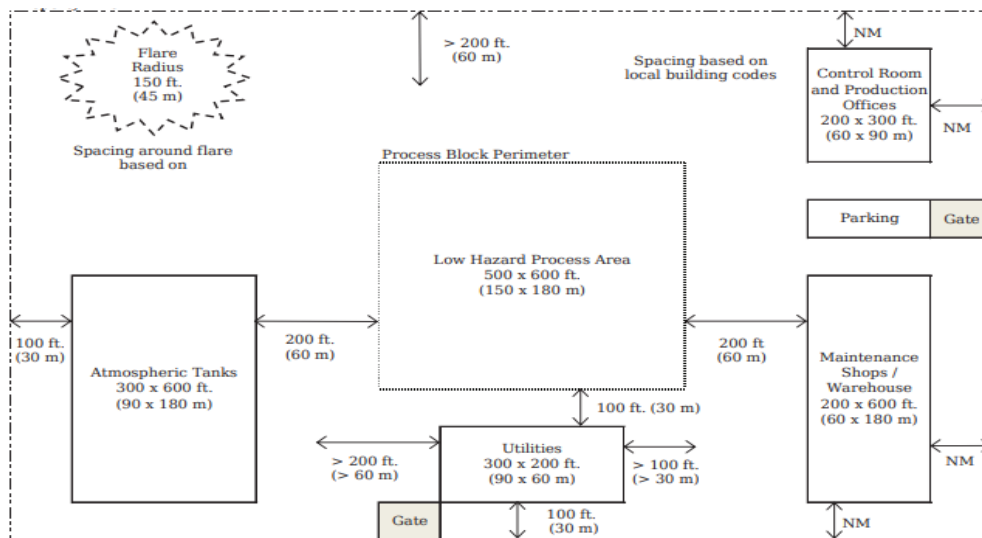 Flare
Radius
150 ft.
(45 m)
Spacing around flare
based on
> 200 ft.
(60 m)
Spacing based on
local building codes
NM
Control Room
and Production
Offices
200 x 300 ft.
(60 x 90 m)
NM
Process Block Perimeter
Low Hazard Process Area
500 x 600 ft.
(150 x 180 m)
Parking
Gate
100 ft.
(30 m)
Atmospheric Tanks
300 x 600 ft.
(90 x 180 m)
200 ft.
(60 m)
200 ft
(60 m)
Maintenance
Shops /
Warehouse
200 x 600 ft.
(60 x 180 m)
NM
NM
100 ft. (30 m)
> 200 ft.
(> 60 m)
Utilities
300 x 200 ft.
(90 x 60 m)
> 100 ft.
(> 30 m)
Gate
100 ft.
(30 m)